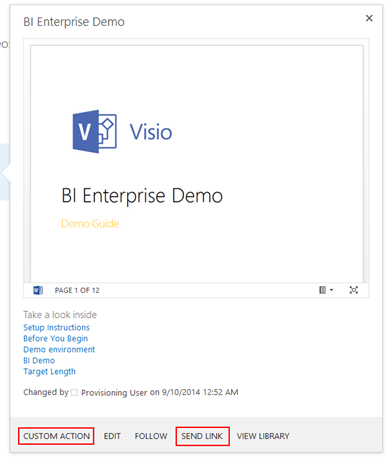 BI Enterprise Demo
Visio
BI Enterprise Demo
Demo Guide
PAGE 1 OF 12
Take a look inside
Setup Instructions
Before You Begin
Demo environment
BI Demo
Target Length
Changed by Provisioning User on 9/10/2014 12:52 AM
CUSTOM ACTION EDIT FOLLOW SEND LINK VIEW LIBRARY